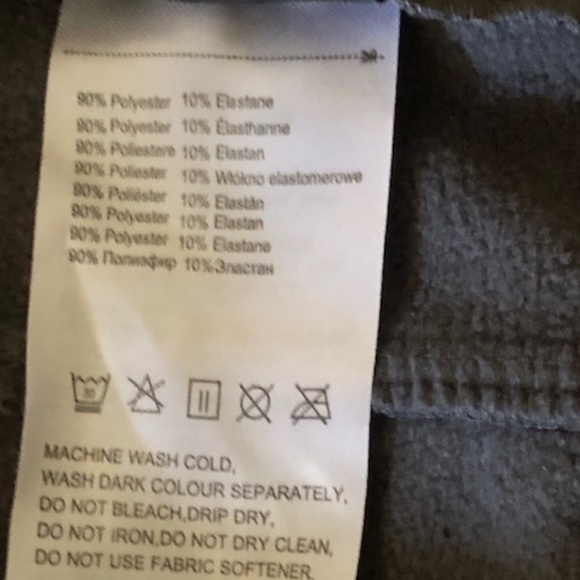 90% Polyester 10% Elastane
90% Polyester 10% Élasthanne
90% Poliestere 10% Elastan
90% Poliester 10% Włókno elastomerowe
90% Poliéster 10% Elastán
90% Polyester 10% Elastan
90% Polyester 10% Elastane
90% Полиэфир 10%Эластан
30
MACHINE WASH COLD,
WASH DARK COLOUR SEPARATELY,
DO NOT BLEACH,DRIP DRY,
DO NOT IRON,DO NOT DRY CLEAN,
DO NOT USE FABRIC SOFTENER.